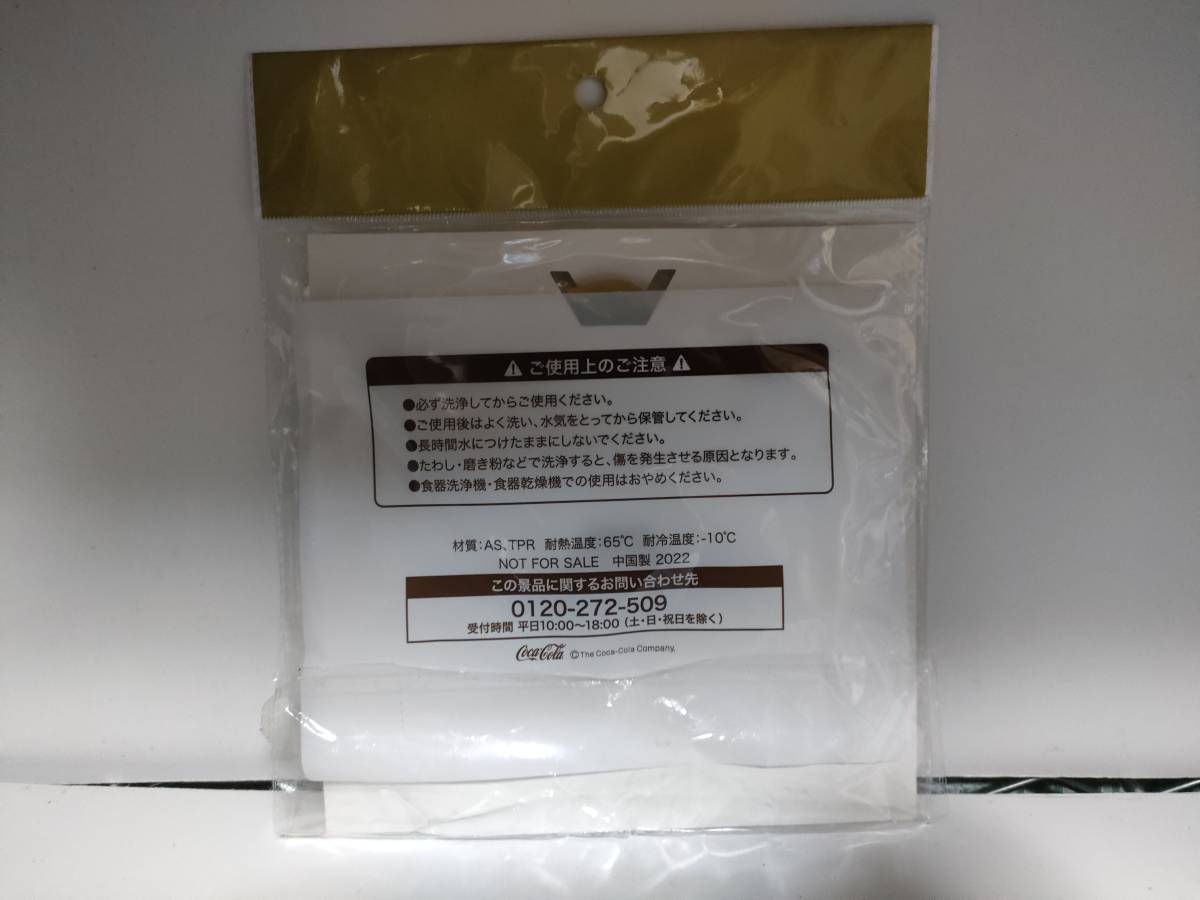 ⚠ ご使用上のご注意 ⚠
●必ず洗浄してからご使用ください。
●ご使用後はよく洗い、水気をとってから保管してください。
●長時間水につけたままにしないでください。
●たわし・磨き粉などで洗浄すると、傷を発生させる原因となります。
●食器洗浄機・食器乾燥機での使用はおやめください。
材質:AS、TPR 耐熱温度:65℃ 耐冷温度:-10℃
NOT FOR SALE 中国製 2022
この景品に関するお問い合わせ先
0120-272-509
受付時間 平日10:00〜18:00(土・日・祝日を除く)
Coca-Cola ©The Coca-Cola Company.